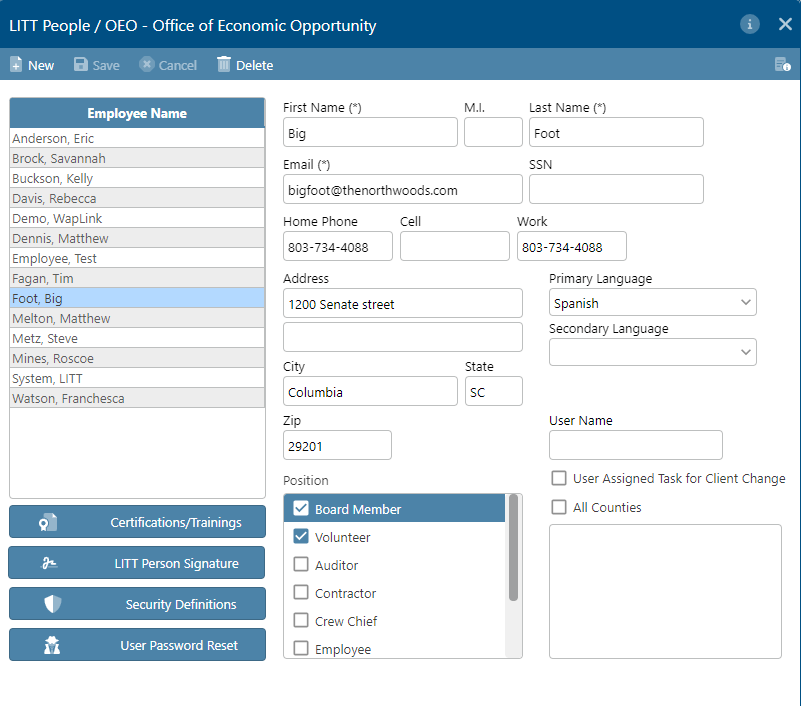 LITT People / OEO - Office of Economic Opportunity
New Save Cancel Delete
Employee Name
Anderson, Eric
Brock, Savannah
Buckson, Kelly
Davis, Rebecca
Demo, WapLink
Dennis, Matthew
Employee, Test
Fagan, Tim
Foot, Big
Melton, Matthew
Metz, Steve
Mines, Roscoe
System, LITT
Watson, Franchesca
Certifications/Trainings
LITT Person Signature
Security Definitions
User Password Reset
First Name (*) M.I. Last Name (*)
Big Foot
Email (*) SSN
bigfoot@thenorthwoods.com
Home Phone Cell Work
803-734-4088 803-734-4088
Address Primary Language
1200 Senate street Spanish
Secondary Language
City State
Columbia SC
Zip User Name
29201
Position User Assigned Task for Client Change
Board Member All Counties
Volunteer
Auditor
Contractor
Crew Chief
Employee